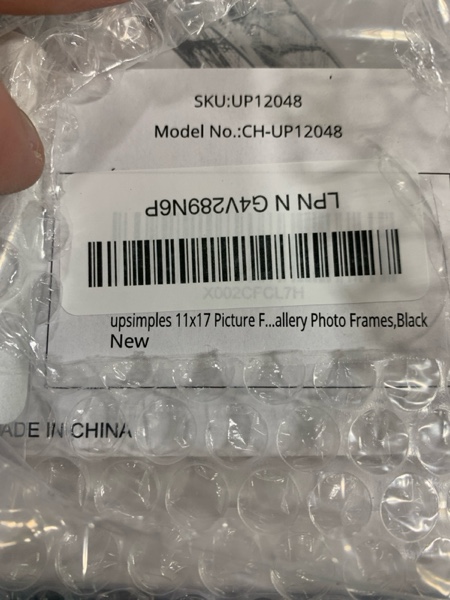 SKU:UP12048
Model No.:CH-UP12048
LPN N G4V289N6P
X002CFCL7H
upsimples 11x17 Picture F...allery Photo Frames,Black
New
ADE IN CHINA